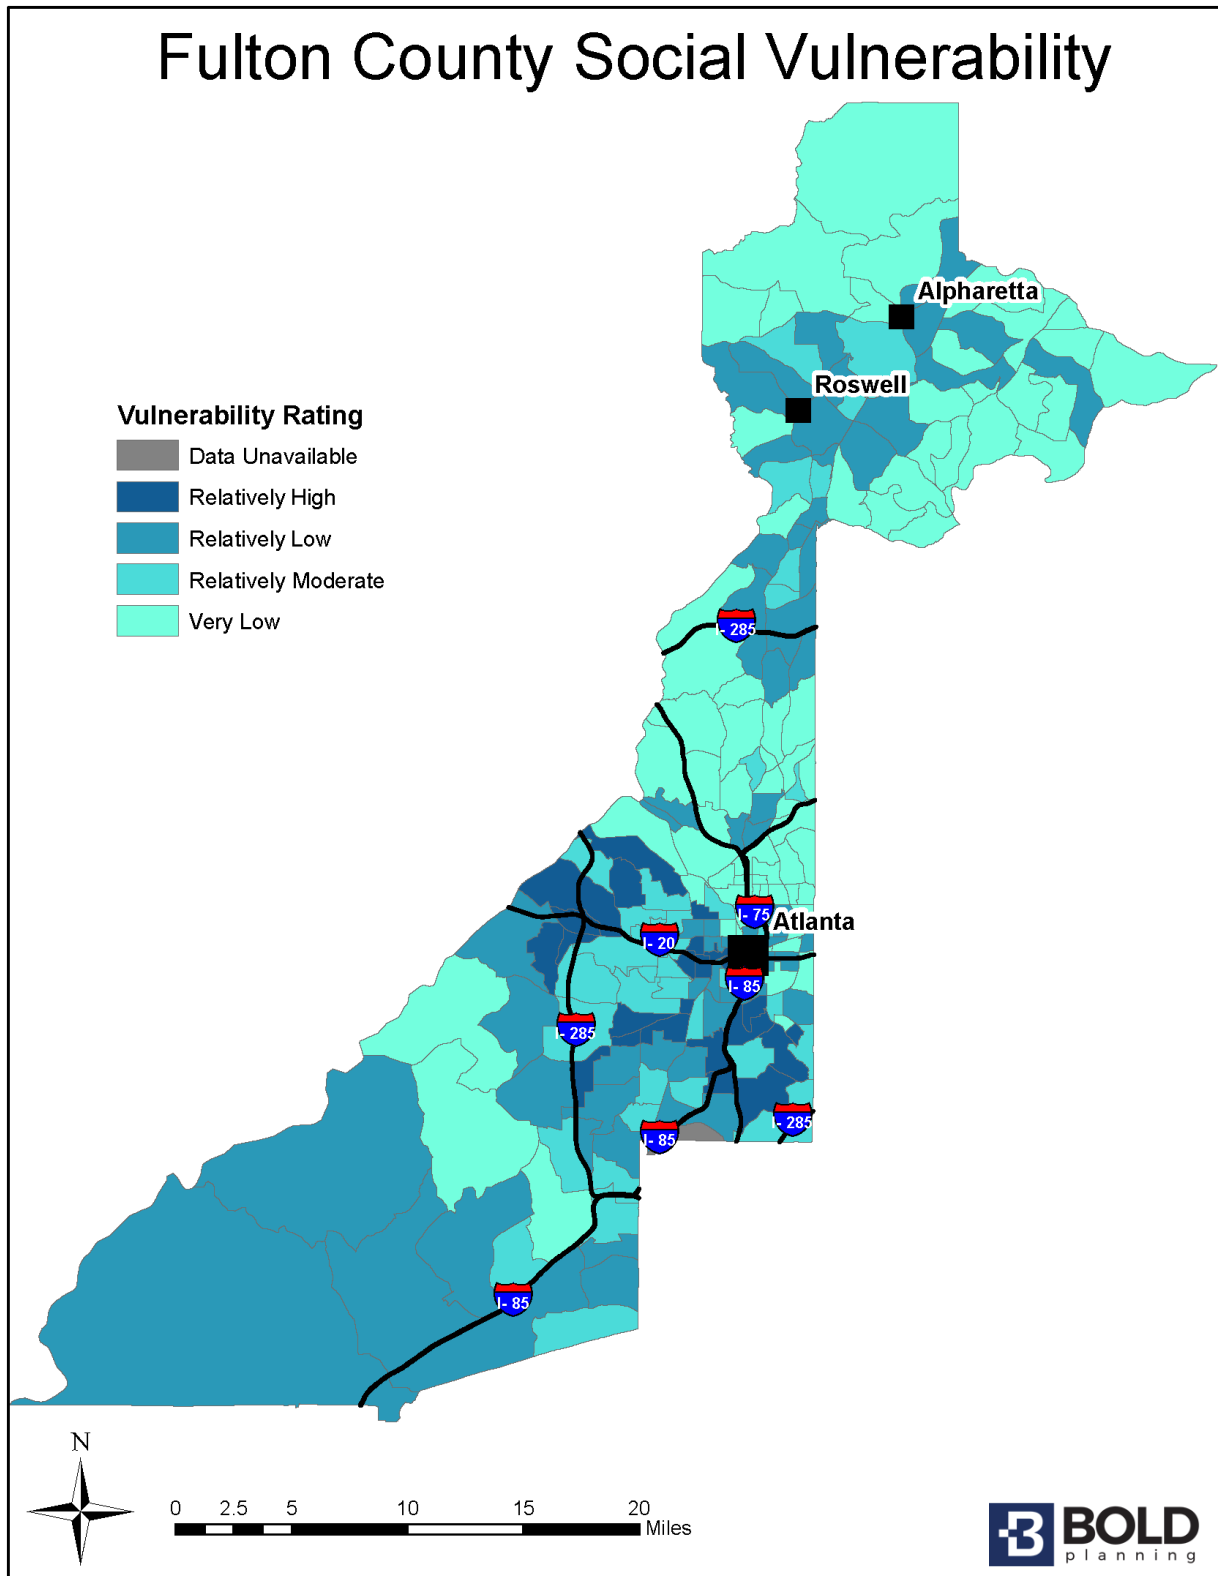 Fulton County Social Vulnerability
Alpharetta
Roswell
Vulnerability Rating
Data Unavailable
Relatively High
Relatively Low
Relatively Moderate
Very Low
I- 285
I- 75
Atlanta
I- 20
I- 85
I- 285
I- 285
I- 85
I- 85
N
0 2.5 5 10 15 20
Miles
B BOLD
planning